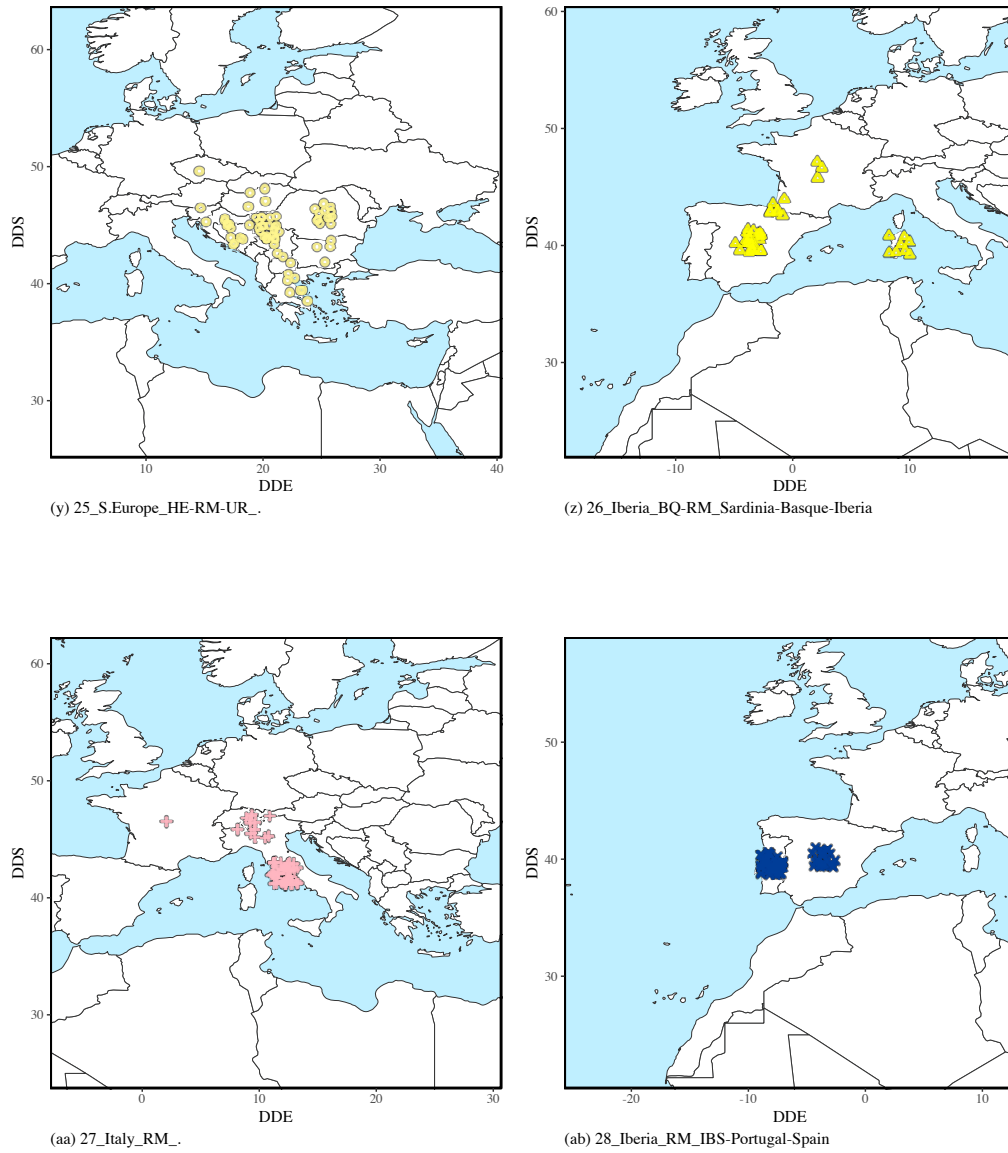 60
50
40
30
DDS
10
20
30
40
DDE
(y) 25_S.Europe_HE-RM-UR_.
60
50
40
30
DDS
-10
0
10
DDE
(z) 26_Iberia_BQ-RM_Sardinia-Basque-Iberia
60
50
40
30
DDS
0
10
20
30
DDE
(aa) 27_Italy_RM_.
50
40
30
DDS
-20
-10
0
10
DDE
(ab) 28_Iberia_RM_IBS-Portugal-Spain